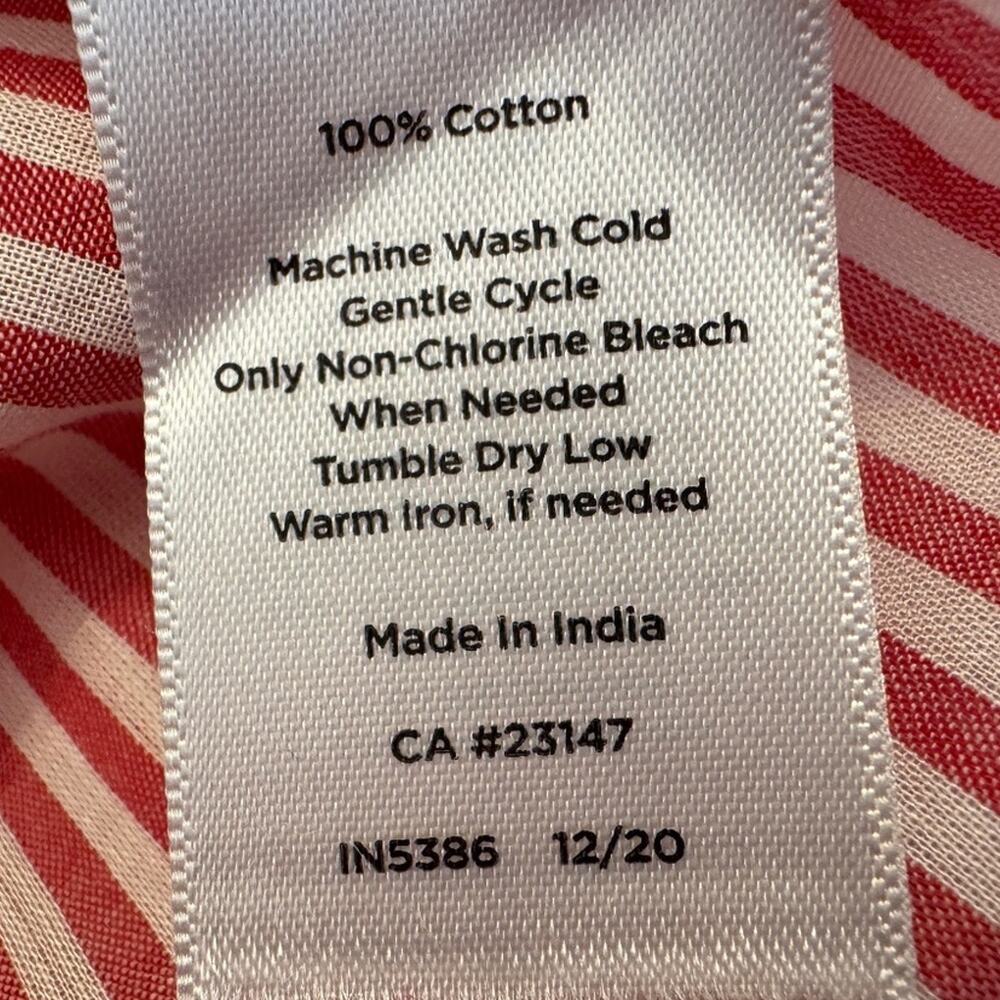 100% Cotton
Machine Wash Cold
Gentle Cycle
Only Non-Chlorine Bleach
When Needed
Tumble Dry Low
Warm Iron, if needed
Made In India
CA #23147
IN5386 12/20